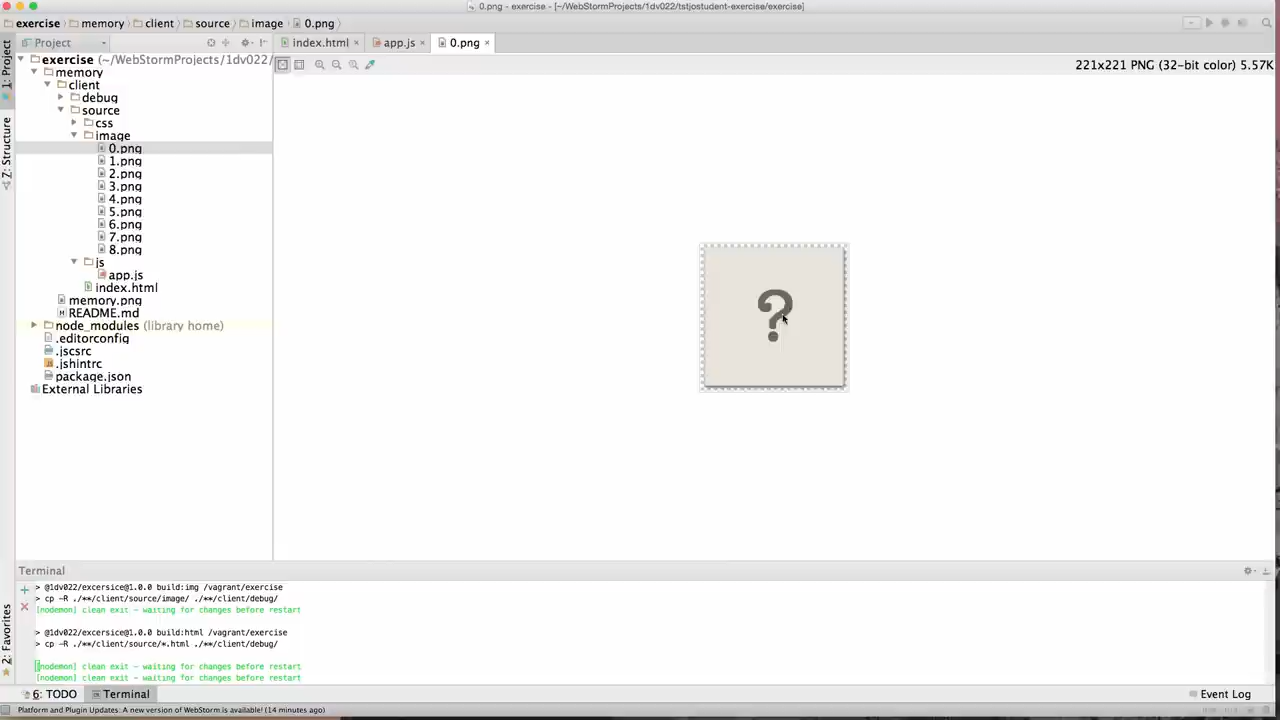 0.png - exercise - [~/WebStormProjects/1dv022/tstjostudent-exercise/exercise]
exercise memory client source image 0.png
Project
index.html × app.js × 0.png ×
1: Project
Z: Structure
2: Favorites
221x221 PNG (32-bit color) 5.57K
exercise (~/WebStormProjects/1dv022/
memory
client
debug
source
css
image
0.png
1.png
2.png
3.png
4.png
5.png
6.png
7.png
8.png
js
app.js
index.html
memory.png
README.md
node_modules (library home)
.editorconfig
.jscsrc
.jshintrc
package.json
External Libraries
?
Terminal
> @1dv022/excersice@1.0.0 build:img /vagrant/exercise
> cp -R ./**/client/source/image/ ./**/client/debug/
[nodemon] clean exit - waiting for changes before restart
> @1dv022/excersice@1.0.0 build:html /vagrant/exercise
> cp -R ./**/client/source/*.html ./**/client/debug/
[nodemon] clean exit - waiting for changes before restart
[nodemon] clean exit - waiting for changes before restart
6: TODO Terminal Event Log
Platform and Plugin Updates: A new version of WebStorm is available! (14 minutes ago)